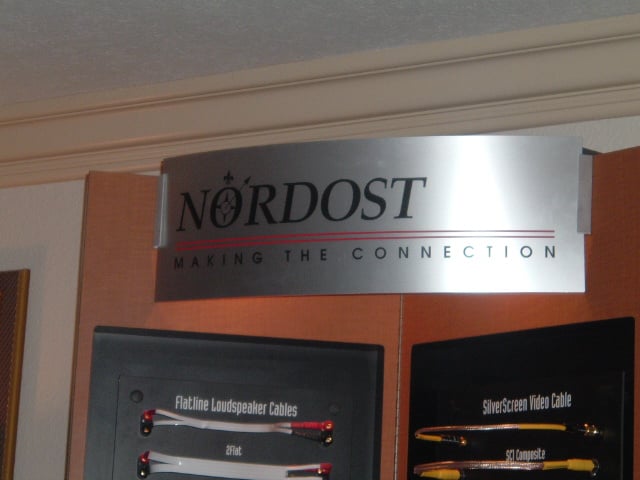 NORDOST
MAKING THE CONNECTION
Flatline Loudspeaker Cables
2Flat
SilverScreen Video Cable
SCI Composite